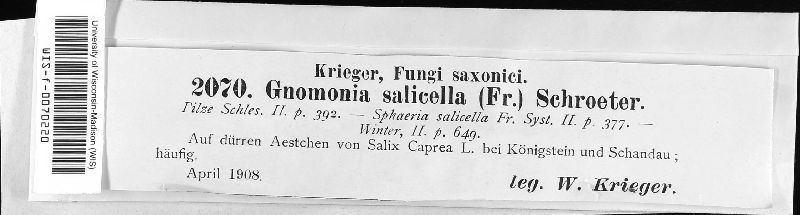 University of Wisconsin-Madison (WIS)
WIS-f-0070220
Krieger, Fungi saxonici.
2070. Gnomonia salicella (Fr.) Schroeter.
Pilze Schles. II. p. 392. — Sphaeria salicella Fr. Syst. II. p. 377. —
Winter, II. p. 649.
Auf dürren Aestchen von Salix Caprea L. bei Königstein und Schandau;
häufig.
April 1908.
leg. W. Krieger.